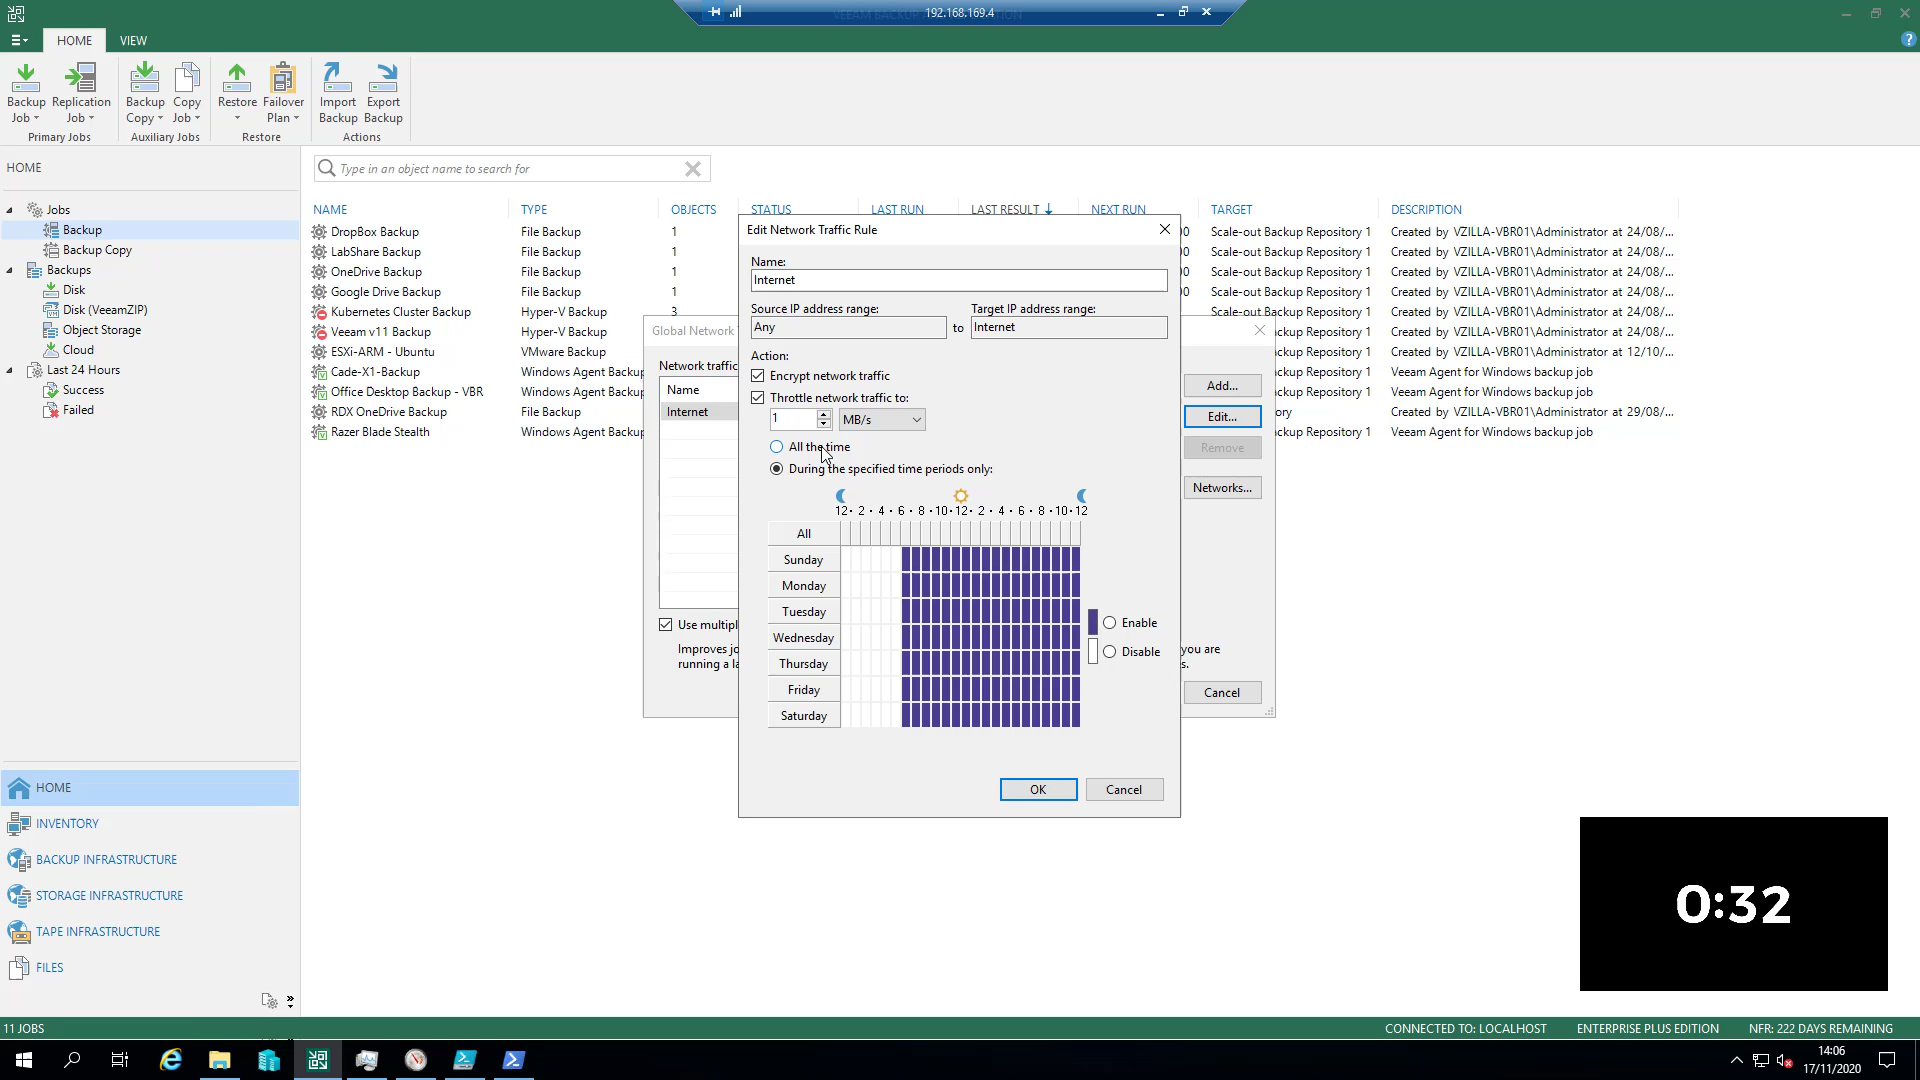 192.168.169.4
HOME
VIEW
Backup Job
Replication Job
Backup Copy
Copy Job
Restore
Failover Plan
Import Backup
Export Backup
Primary Jobs
Auxiliary Jobs
Restore
Actions
HOME
Type in an object name to search for
Jobs
Backup
Backup Copy
Backups
Disk
Disk (VeeamZIP)
Object Storage
Cloud
Last 24 Hours
Success
Failed
NAME TYPE OBJECTS STATUS LAST RUN LAST RESULT NEXT RUN TARGET DESCRIPTION
DropBox Backup File Backup 1 Scale-out Backup Repository 1 Created by VZILLA-VBR01\Administrator at 24/08/...
LabShare Backup File Backup 1 Scale-out Backup Repository 1 Created by VZILLA-VBR01\Administrator at 24/08/...
OneDrive Backup File Backup 1 Scale-out Backup Repository 1 Created by VZILLA-VBR01\Administrator at 24/08/...
Google Drive Backup File Backup 1 Scale-out Backup Repository 1 Created by VZILLA-VBR01\Administrator at 24/08/...
Kubernetes Cluster Backup Hyper-V Backup 3 Scale-out Backup Repository 1 Created by VZILLA-VBR01\Administrator at 24/08/...
Veeam v11 Backup Hyper-V Backup Backup Repository 1 Created by VZILLA-VBR01\Administrator at 24/08/...
ESXi-ARM - Ubuntu VMware Backup Backup Repository 1 Created by VZILLA-VBR01\Administrator at 12/10/...
Cade-X1-Backup Windows Agent Backup Backup Repository 1 Veeam Agent for Windows backup job
Office Desktop Backup - VBR Windows Agent Backup Backup Repository 1 Veeam Agent for Windows backup job
RDX OneDrive Backup File Backup Created by VZILLA-VBR01\Administrator at 29/08/...
Razer Blade Stealth Windows Agent Backup Backup Repository 1 Veeam Agent for Windows backup job
Global Network
Network traffic
Name
Internet
Add...
Edit...
Remove
Networks...
Use multipl
Improves jo
you are
running a la
s.
Cancel
Edit Network Traffic Rule
Name:
Internet
Source IP address range:
Target IP address range:
Any to Internet
Action:
Encrypt network traffic
Throttle network traffic to:
1 MB/s
All the time
During the specified time periods only:
12 · 2 · 4 · 6 · 8 · 10 · 12 · 2 · 4 · 6 · 8 · 10 · 12
All
Sunday
Monday
Tuesday
Wednesday
Thursday
Friday
Saturday
Enable
Disable
OK
Cancel
HOME
INVENTORY
BACKUP INFRASTRUCTURE
STORAGE INFRASTRUCTURE
TAPE INFRASTRUCTURE
FILES
0:32
11 JOBS
CONNECTED TO: LOCALHOST
ENTERPRISE PLUS EDITION
NFR: 222 DAYS REMAINING
14:06
17/11/2020